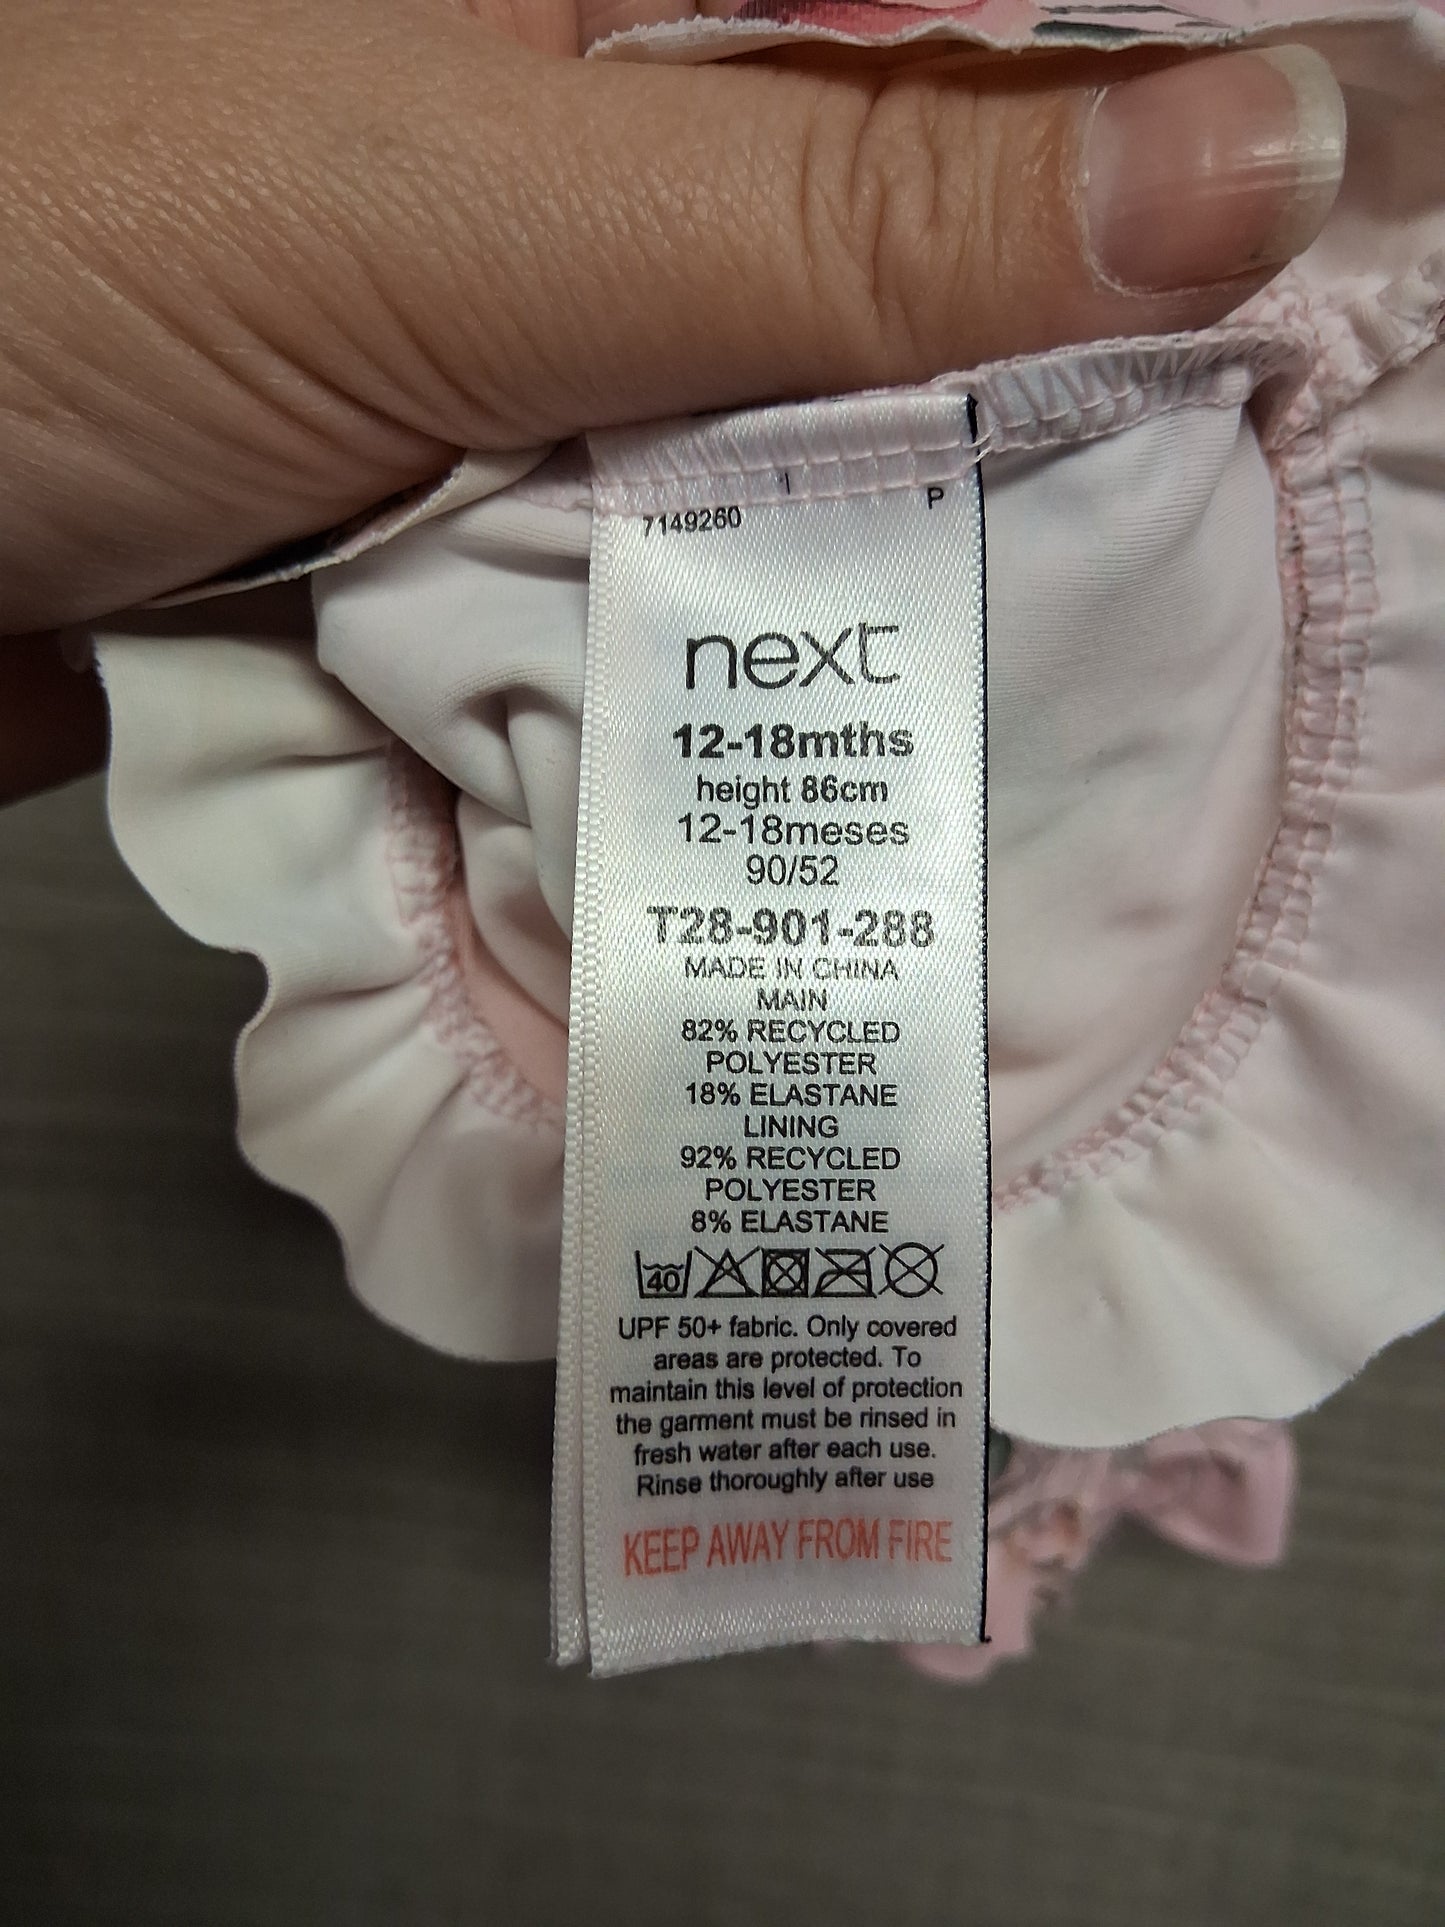 P
7149260
next
12-18mths
height 86cm
12-18meses
90/52
T28-901-288
MADE IN CHINA
MAIN
82% RECYCLED
POLYESTER
18% ELASTANE
LINING
92% RECYCLED
POLYESTER
8% ELASTANE
40
UPF 50+ fabric. Only covered
areas are protected. To
maintain this level of protection
the garment must be rinsed in
fresh water after each use.
Rinse thoroughly after use
KEEP AWAY FROM FIRE